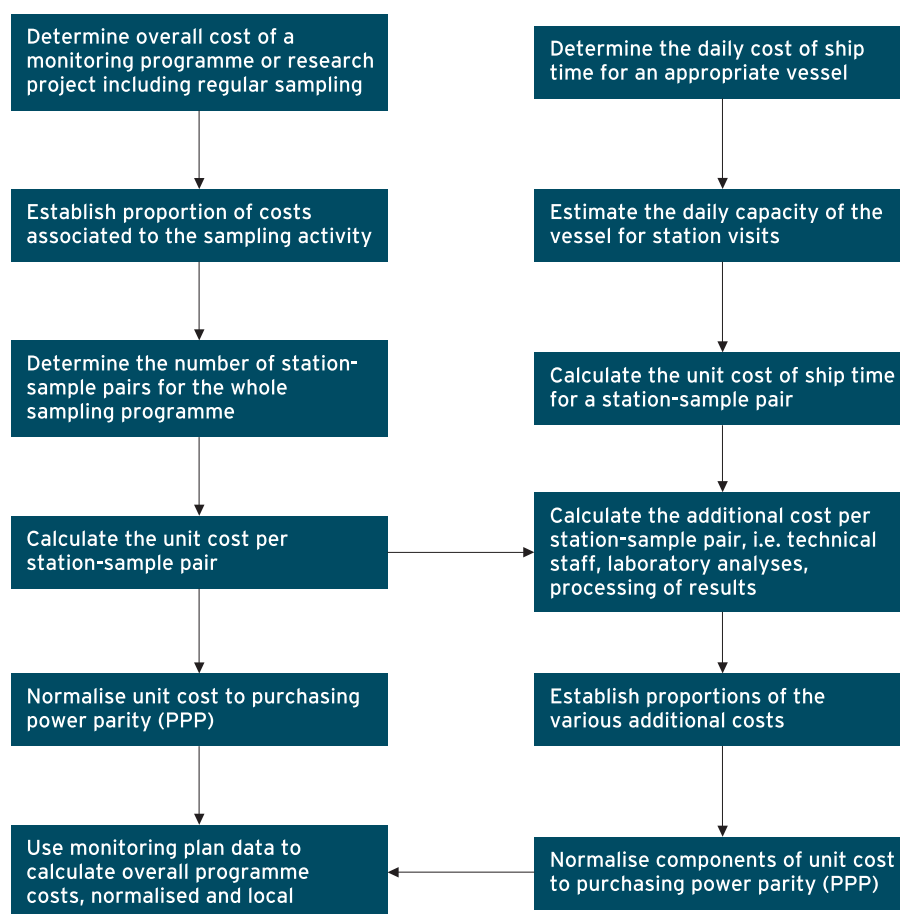 Determine overall cost of a
monitoring programme or research
project including regular sampling
Establish proportion of costs
associated to the sampling activity
Determine the number of station-
sample pairs for the whole
sampling programme
Calculate the unit cost per
station-sample pair
Normalise unit cost to purchasing
power parity (PPP)
Use monitoring plan data to
calculate overall programme
costs, normalised and local
Determine the daily cost of ship
time for an appropriate vessel
Estimate the daily capacity of the
vessel for station visits
Calculate the unit cost of ship time
for a station-sample pair
Calculate the additional cost per
station-sample pair, i.e. technical
staff, laboratory analyses,
processing of results
Establish proportions of the
various additional costs
Normalise components of unit cost
to purchasing power parity (PPP)